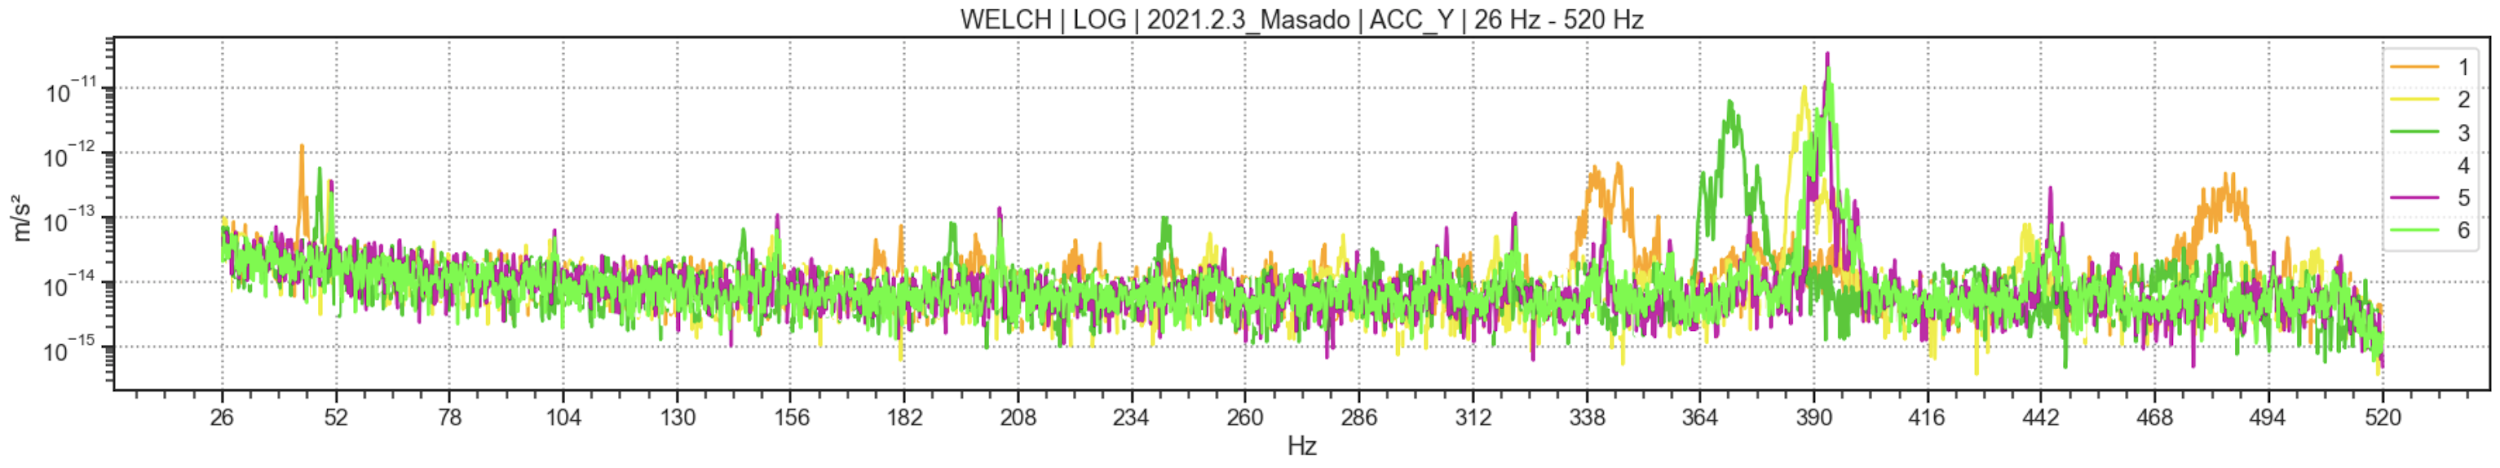 WELCH | LOG | 2021.2.3_Masado | ACC_Y | 26 Hz - 520 Hz
10⁻¹¹
10⁻¹²
10⁻¹³
10⁻¹⁴
10⁻¹⁵
m/s²
1
2
3
4
5
6
26 52 78 104 130 156 182 208 234 260 286 312 338 364 390 416 442 468 494 520
Hz